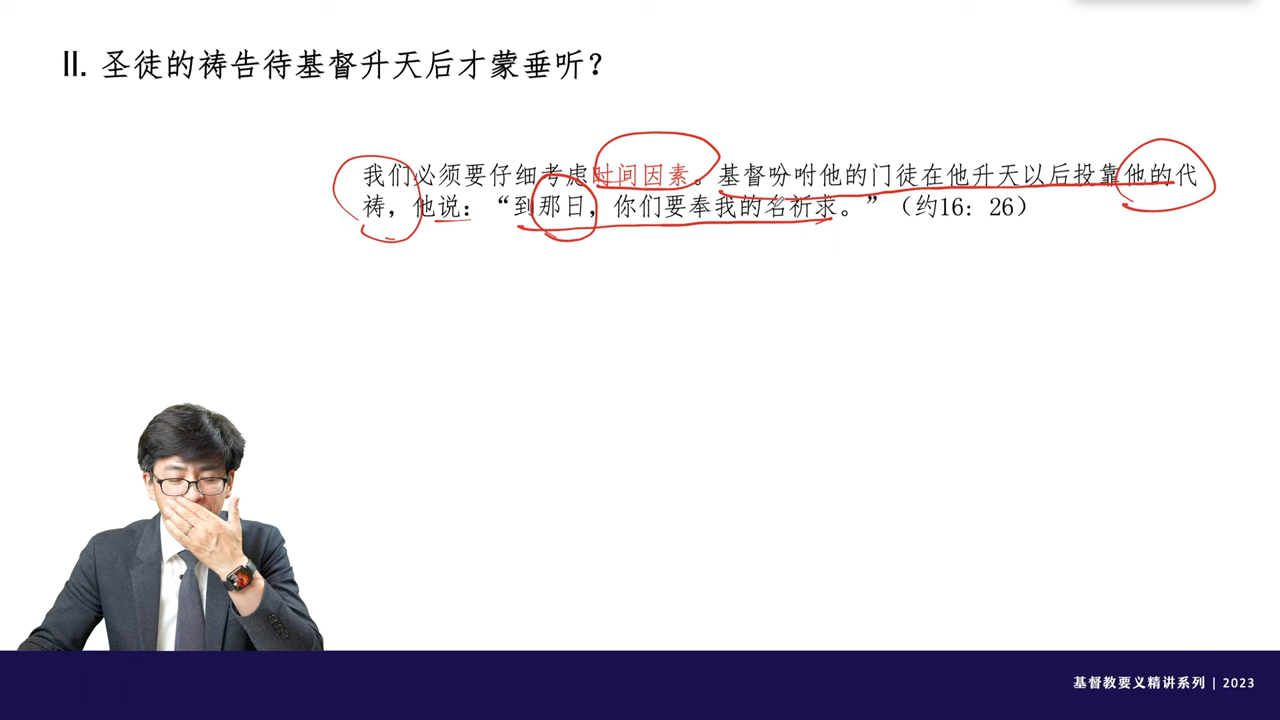 II. 圣徒的祷告待基督升天后才蒙垂听？
我们必须要仔细考虑时间因素。基督吩咐他的门徒在他升天以后投靠他的代
祷，他说：“到那日，你们要奉我的名祈求。”（约16：26）
基督教要义精讲系列 | 2023